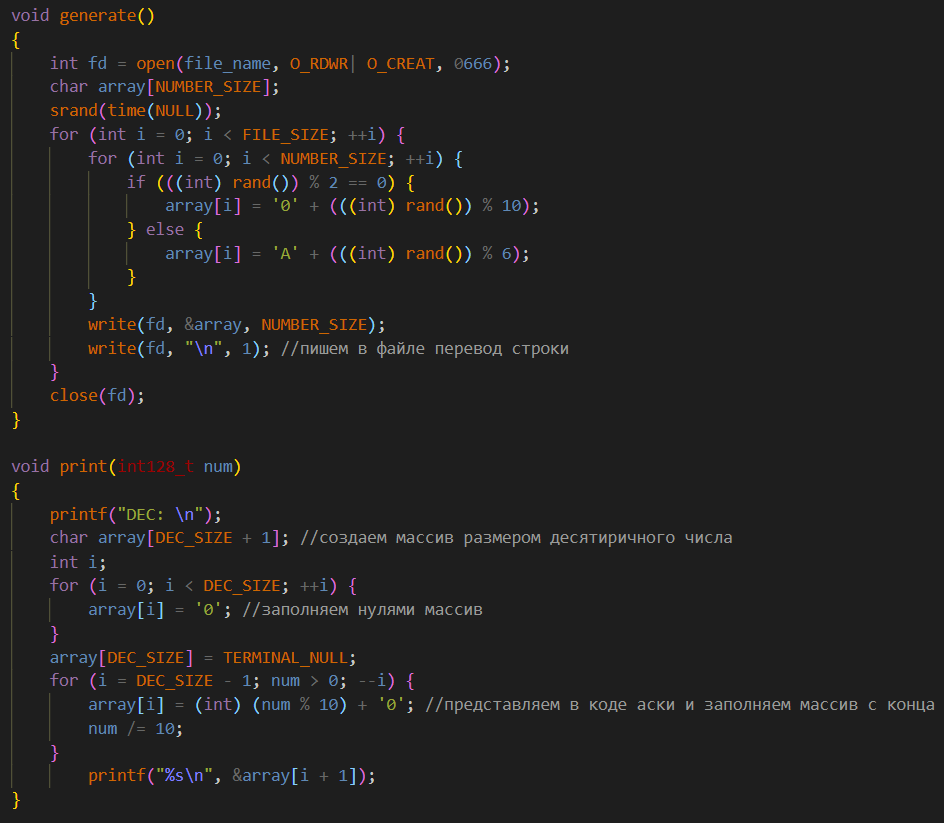 void generate()
{
    int fd = open(file_name, O_RDWR| O_CREAT, 0666);
    char array[NUMBER_SIZE];
    srand(time(NULL));
    for (int i = 0; i < FILE_SIZE; ++i) {
        for (int i = 0; i < NUMBER_SIZE; ++i) {
            if (((int) rand()) % 2 == 0) {
                array[i] = '0' + (((int) rand()) % 10);
            } else {
                array[i] = 'A' + (((int) rand()) % 6);
            }
        }
        write(fd, &array, NUMBER_SIZE);
        write(fd, "\n", 1); //пишем в файле перевод строки
    }
    close(fd);
}

void print(int128_t num)
{
    printf("DEC: \n");
    char array[DEC_SIZE + 1]; //создаем массив размером десятиричного числа
    int i;
    for (i = 0; i < DEC_SIZE; ++i) {
        array[i] = '0'; //заполняем нулями массив
    }
    array[DEC_SIZE] = TERMINAL_NULL;
    for (i = DEC_SIZE - 1; num > 0; --i) {
        array[i] = (int) (num % 10) + '0'; //представляем в коде аски и заполняем массив с конца
        num /= 10;
    }
        printf("%s\n", &array[i + 1]);
}